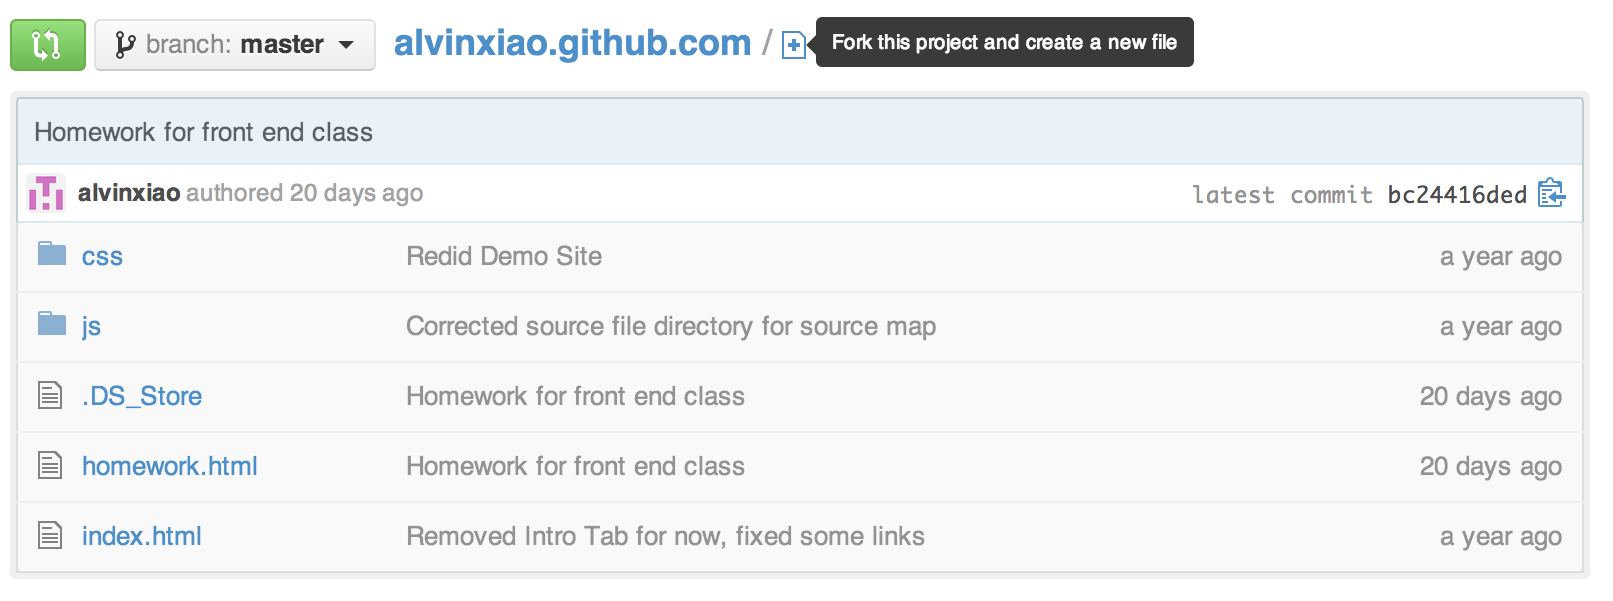 branch: master
alvinxiao.github.com /
Fork this project and create a new file
Homework for front end class
alvinxiao authored 20 days ago
latest commit bc24416ded
css Redid Demo Site a year ago
js Corrected source file directory for source map a year ago
.DS_Store Homework for front end class 20 days ago
homework.html Homework for front end class 20 days ago
index.html Removed Intro Tab for now, fixed some links a year ago